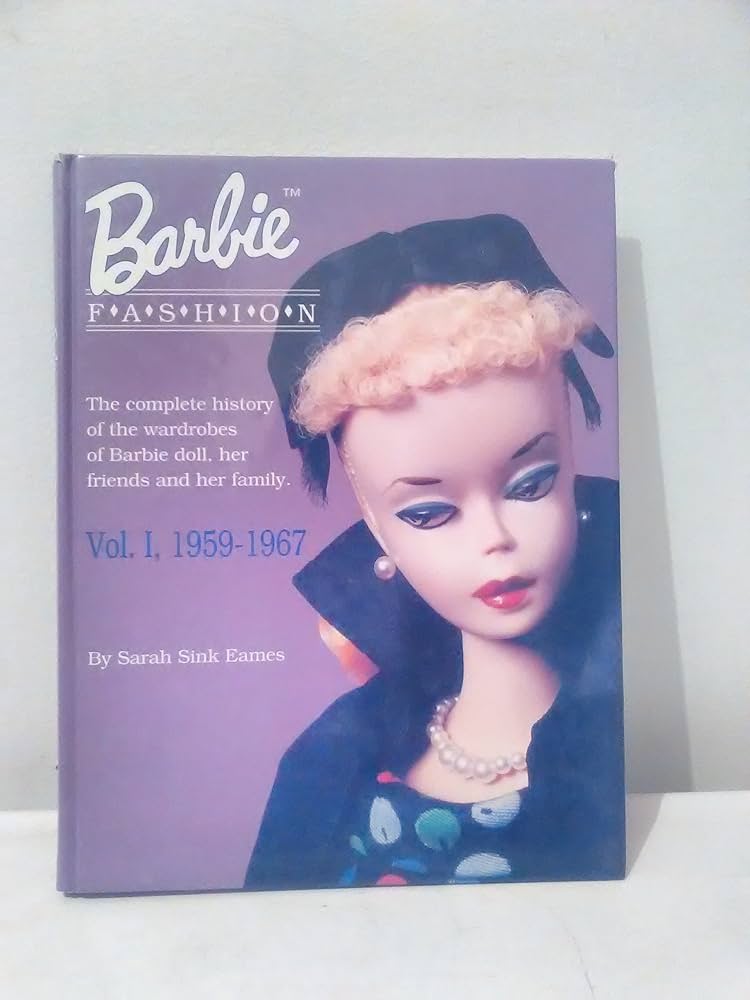 Barbie™
F♦A♦S♦H♦I♦O♦N
The complete history
of the wardrobes
of Barbie doll, her
friends and her family.
Vol. I, 1959-1967
By Sarah Sink Eames